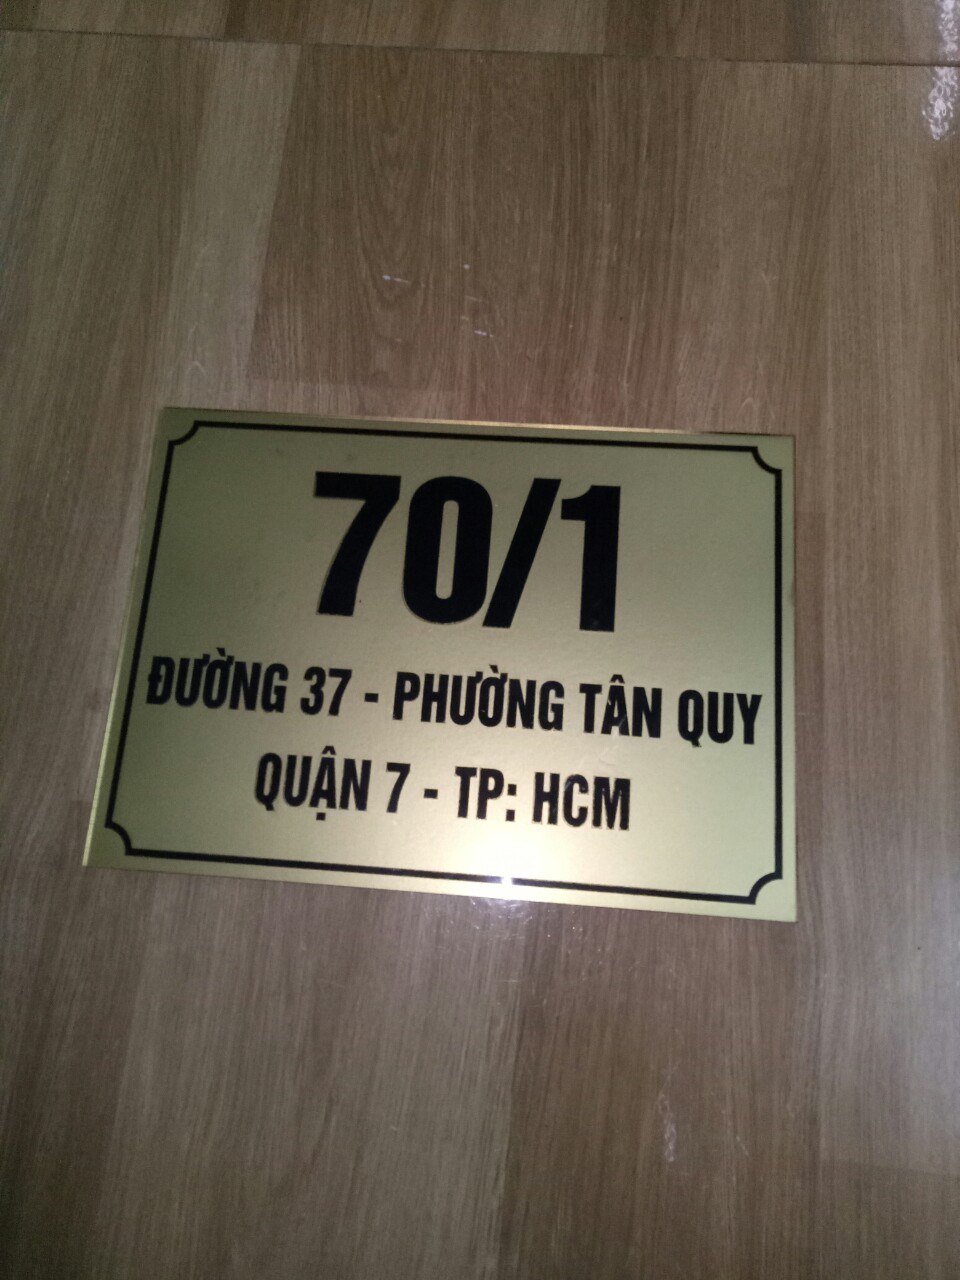 70/1
ĐƯỜNG 37 - PHƯỜNG TÂN QUY
QUẬN 7 - TP: HCM